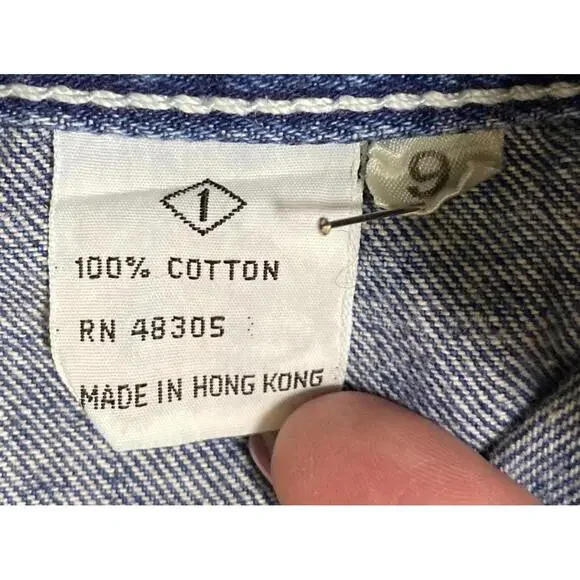 1
9
100% COTTON
RN 48305
MADE IN HONG KONG